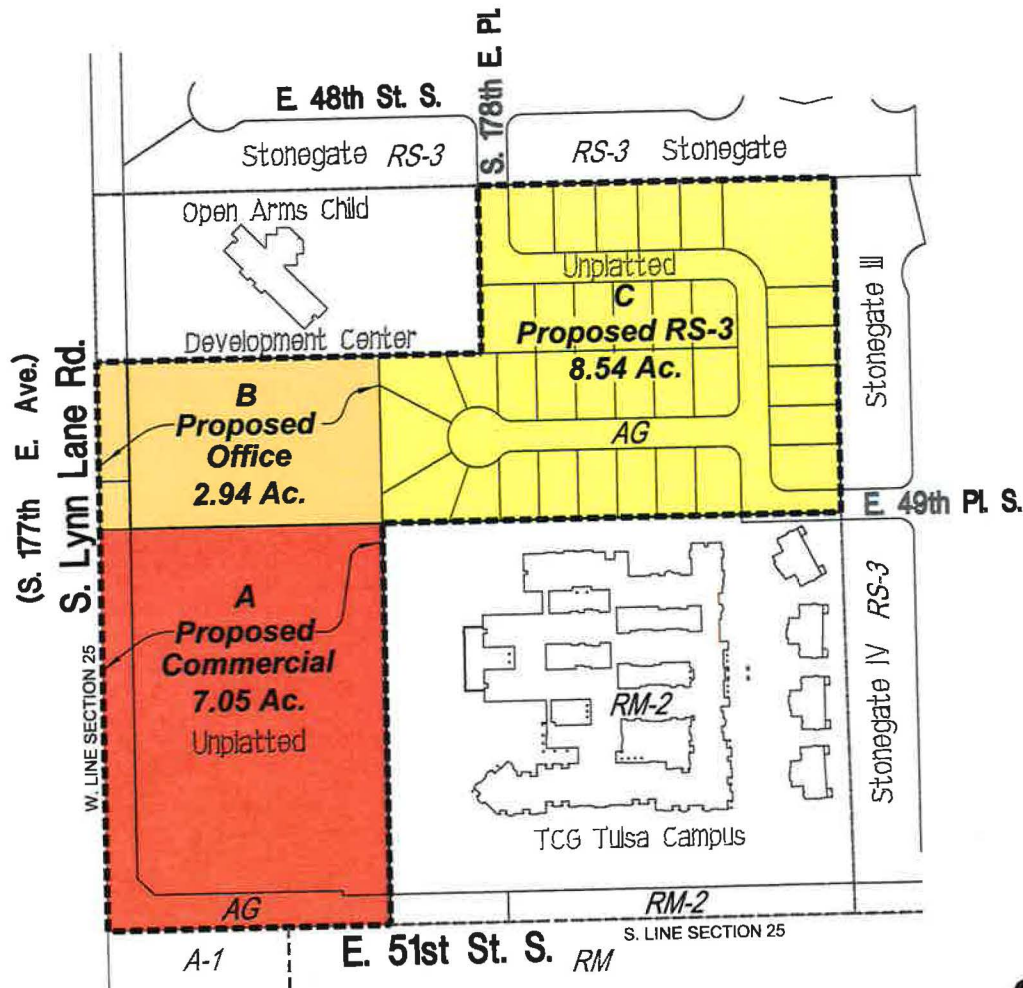 S. 178th E. Pl
E. 48th St. S.
Stonegate RS-3
RS-3 Stonegate
Open Arms Child
Development Center
Unplatted
C
Proposed RS-3
8.54 Ac.
AG
Stonegate III
B
Proposed
Office
2.94 Ac.
(S. 177th E. Ave.)
S. Lynn Lane Rd.
E. 49th Pl. S.
A
Proposed
Commercial
7.05 Ac.
Unplatted
W. LINE SECTION 25
RM-2
TCG Tulsa Campus
Stonegate IV RS-3
AG
RM-2
S. LINE SECTION 25
A-1
E. 51st St. S.
RM